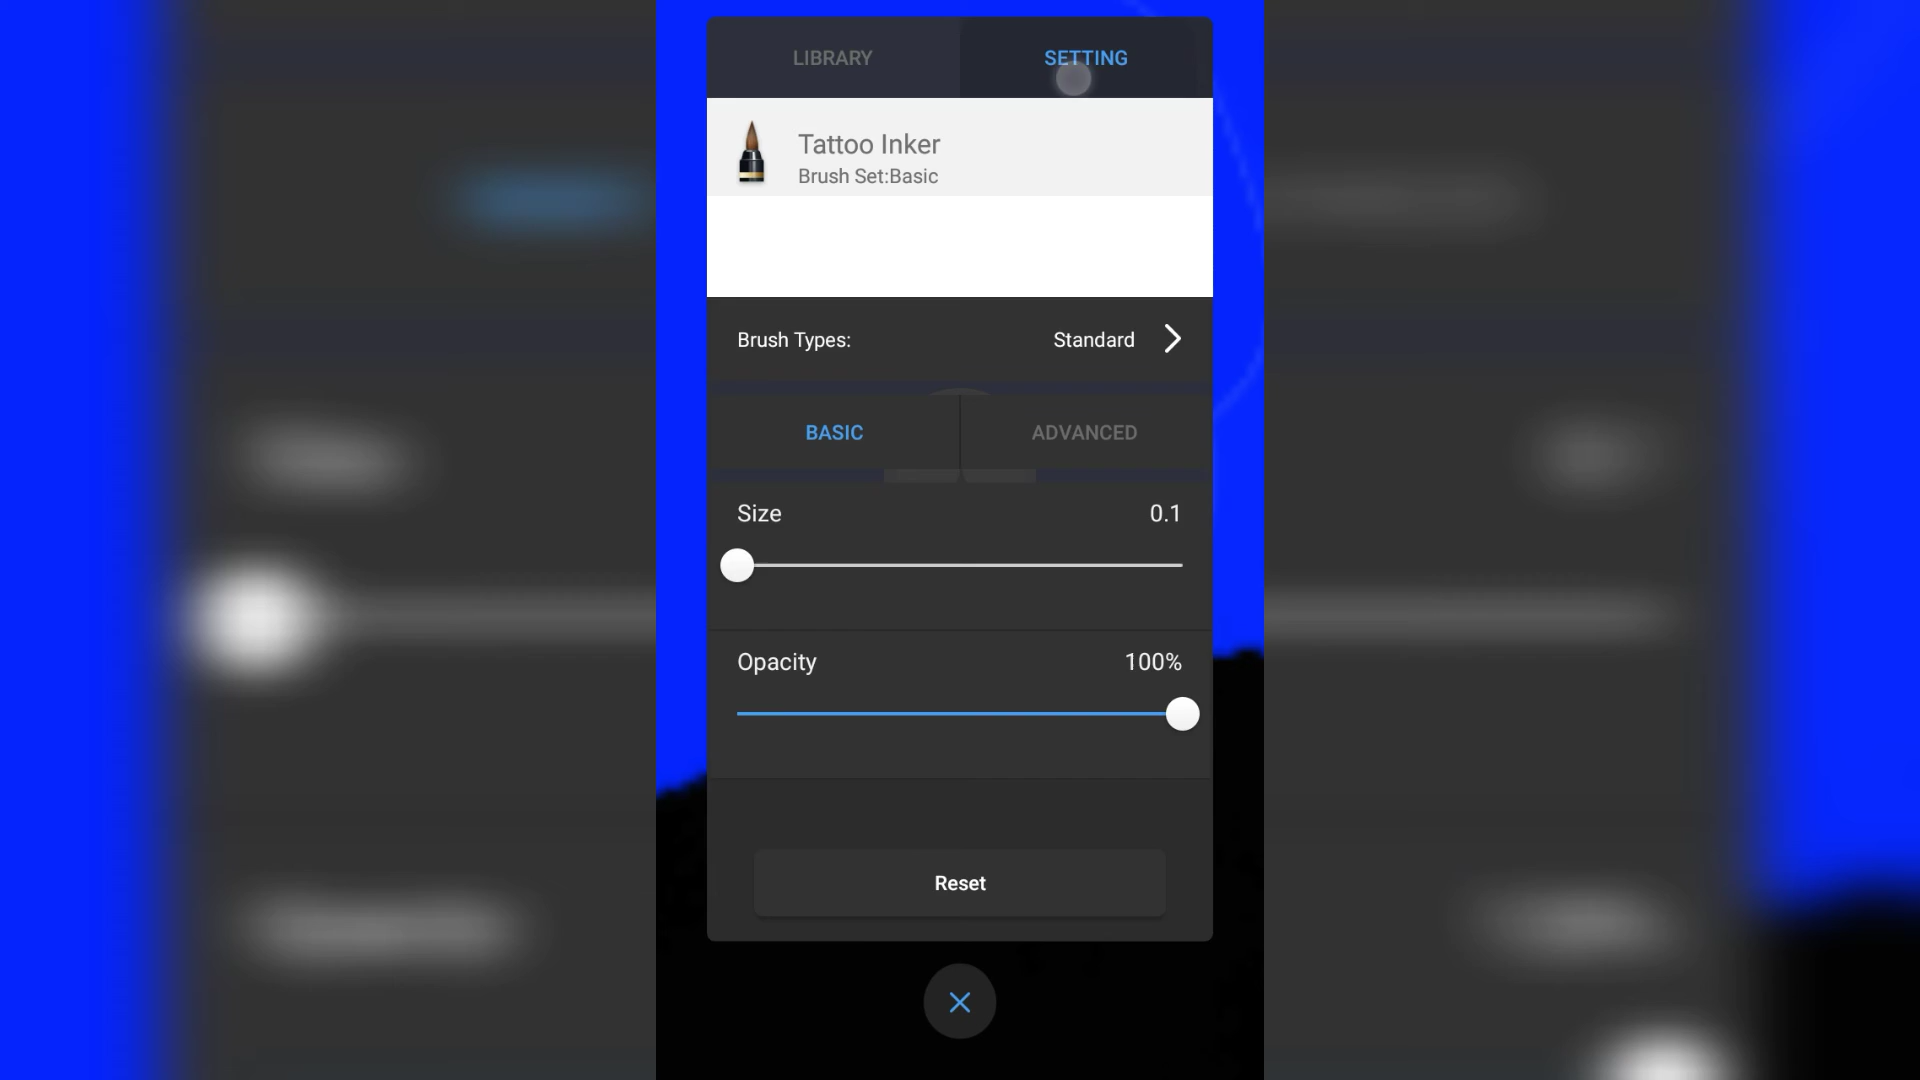 LIBRARY
SETTING
Tattoo Inker
Brush Set:Basic
Brush Types:
Standard
BASIC
ADVANCED
Size
0.1
Opacity
100%
Reset